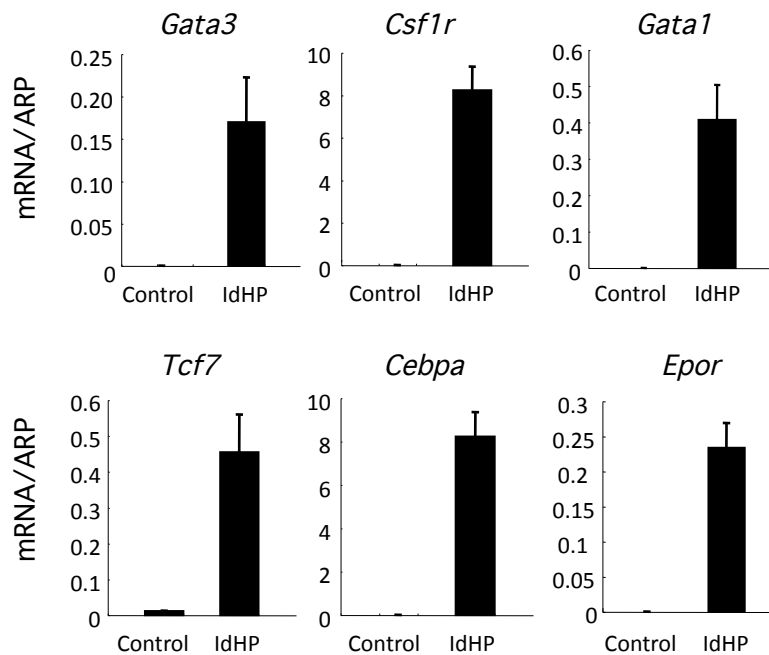 Gata3
mRNA/ARP
0.25
0.20
0.15
0.10
0.05
0
Control IdHP
Csf1r
10
8
6
4
2
0
Control IdHP
Gata1
0.6
0.5
0.4
0.3
0.2
0.1
0
Control IdHP
Tcf7
mRNA/ARP
0.6
0.5
0.4
0.3
0.2
0.1
0
Control IdHP
Cebpa
10
8
6
4
2
0
Control IdHP
Epor
0.3
0.25
0.2
0.15
0.1
0.05
0
Control IdHP